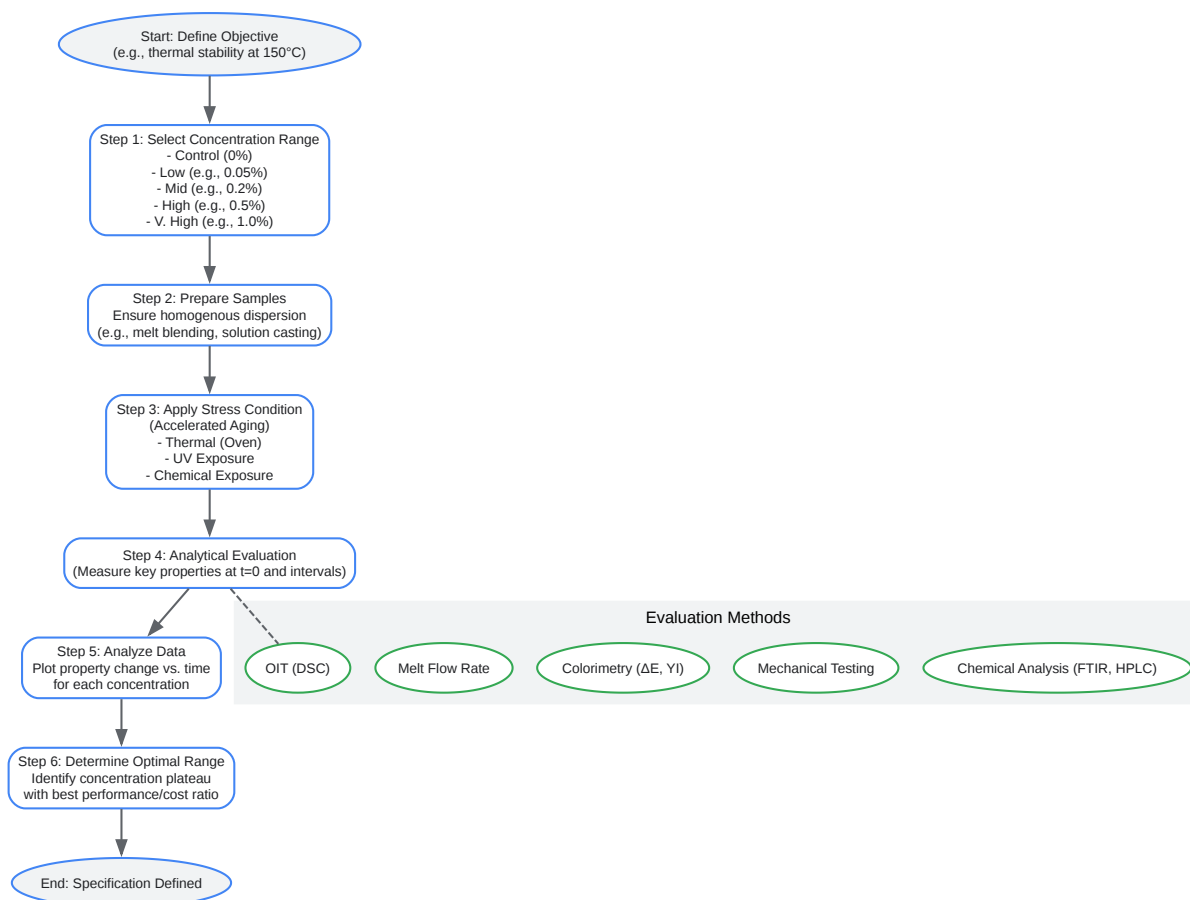 Start: Define Objective
(e.g., thermal stability at 150°C)
Step 1: Select Concentration Range
- Control (0%)
- Low (e.g., 0.05%)
- Mid (e.g., 0.2%)
- High (e.g., 0.5%)
- V. High (e.g., 1.0%)
Step 2: Prepare Samples
Ensure homogenous dispersion
(e.g., melt blending, solution casting)
Step 3: Apply Stress Condition
(Accelerated Aging)
- Thermal (Oven)
- UV Exposure
- Chemical Exposure
Step 4: Analytical Evaluation
(Measure key properties at t=0 and intervals)
Evaluation Methods
OIT (DSC)
Melt Flow Rate
Colorimetry (ΔE, YI)
Mechanical Testing
Chemical Analysis (FTIR, HPLC)
Step 5: Analyze Data
Plot property change vs. time
for each concentration
Step 6: Determine Optimal Range
Identify concentration plateau
with best performance/cost ratio
End: Specification Defined